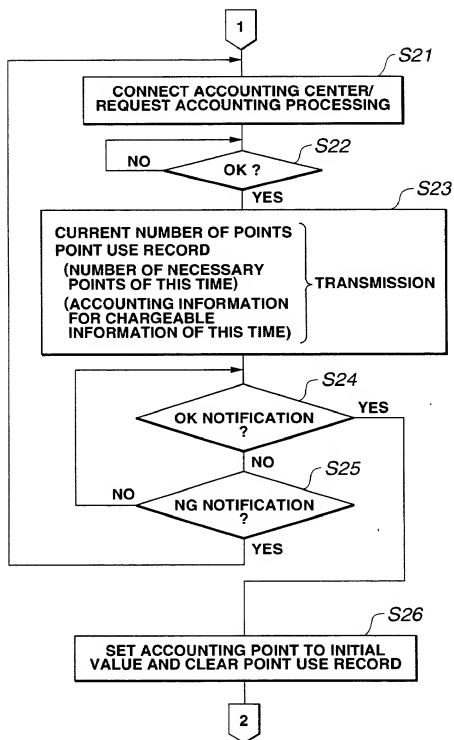 1
S21
CONNECT ACCOUNTING CENTER/
REQUEST ACCOUNTING PROCESSING
S22
NO
OK ?
YES
S23
CURRENT NUMBER OF POINTS
POINT USE RECORD
(NUMBER OF NECESSARY
POINTS OF THIS TIME)
(ACCOUNTING INFORMATION
FOR CHARGEABLE
INFORMATION OF THIS TIME)
TRANSMISSION
S24
OK NOTIFICATION
?
YES
NO
S25
NO
NG NOTIFICATION
?
YES
S26
SET ACCOUNTING POINT TO INITIAL
VALUE AND CLEAR POINT USE RECORD
2